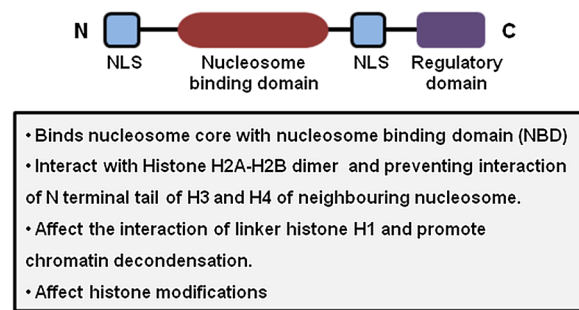 N C
NLS Nucleosome NLS Regulatory
binding domain domain
• Binds nucleosome core with nucleosome binding domain (NBD)
• Interact with Histone H2A-H2B dimer and preventing interaction
of N terminal tail of H3 and H4 of neighbouring nucleosome.
• Affect the interaction of linker histone H1 and promote
chromatin decondensation.
• Affect histone modifications